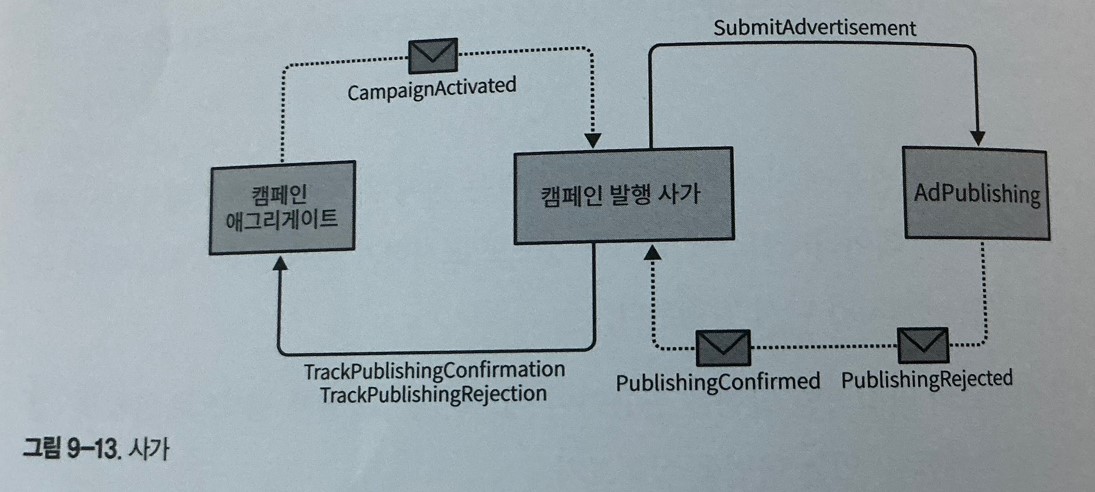 SubmitAdvertisement
CampaignActivated
캠페인
애그리게이트
캠페인 발행 사가
AdPublishing
TrackPublishingConfirmation
TrackPublishingRejection
PublishingConfirmed
PublishingRejected
그림 9–13. 사가